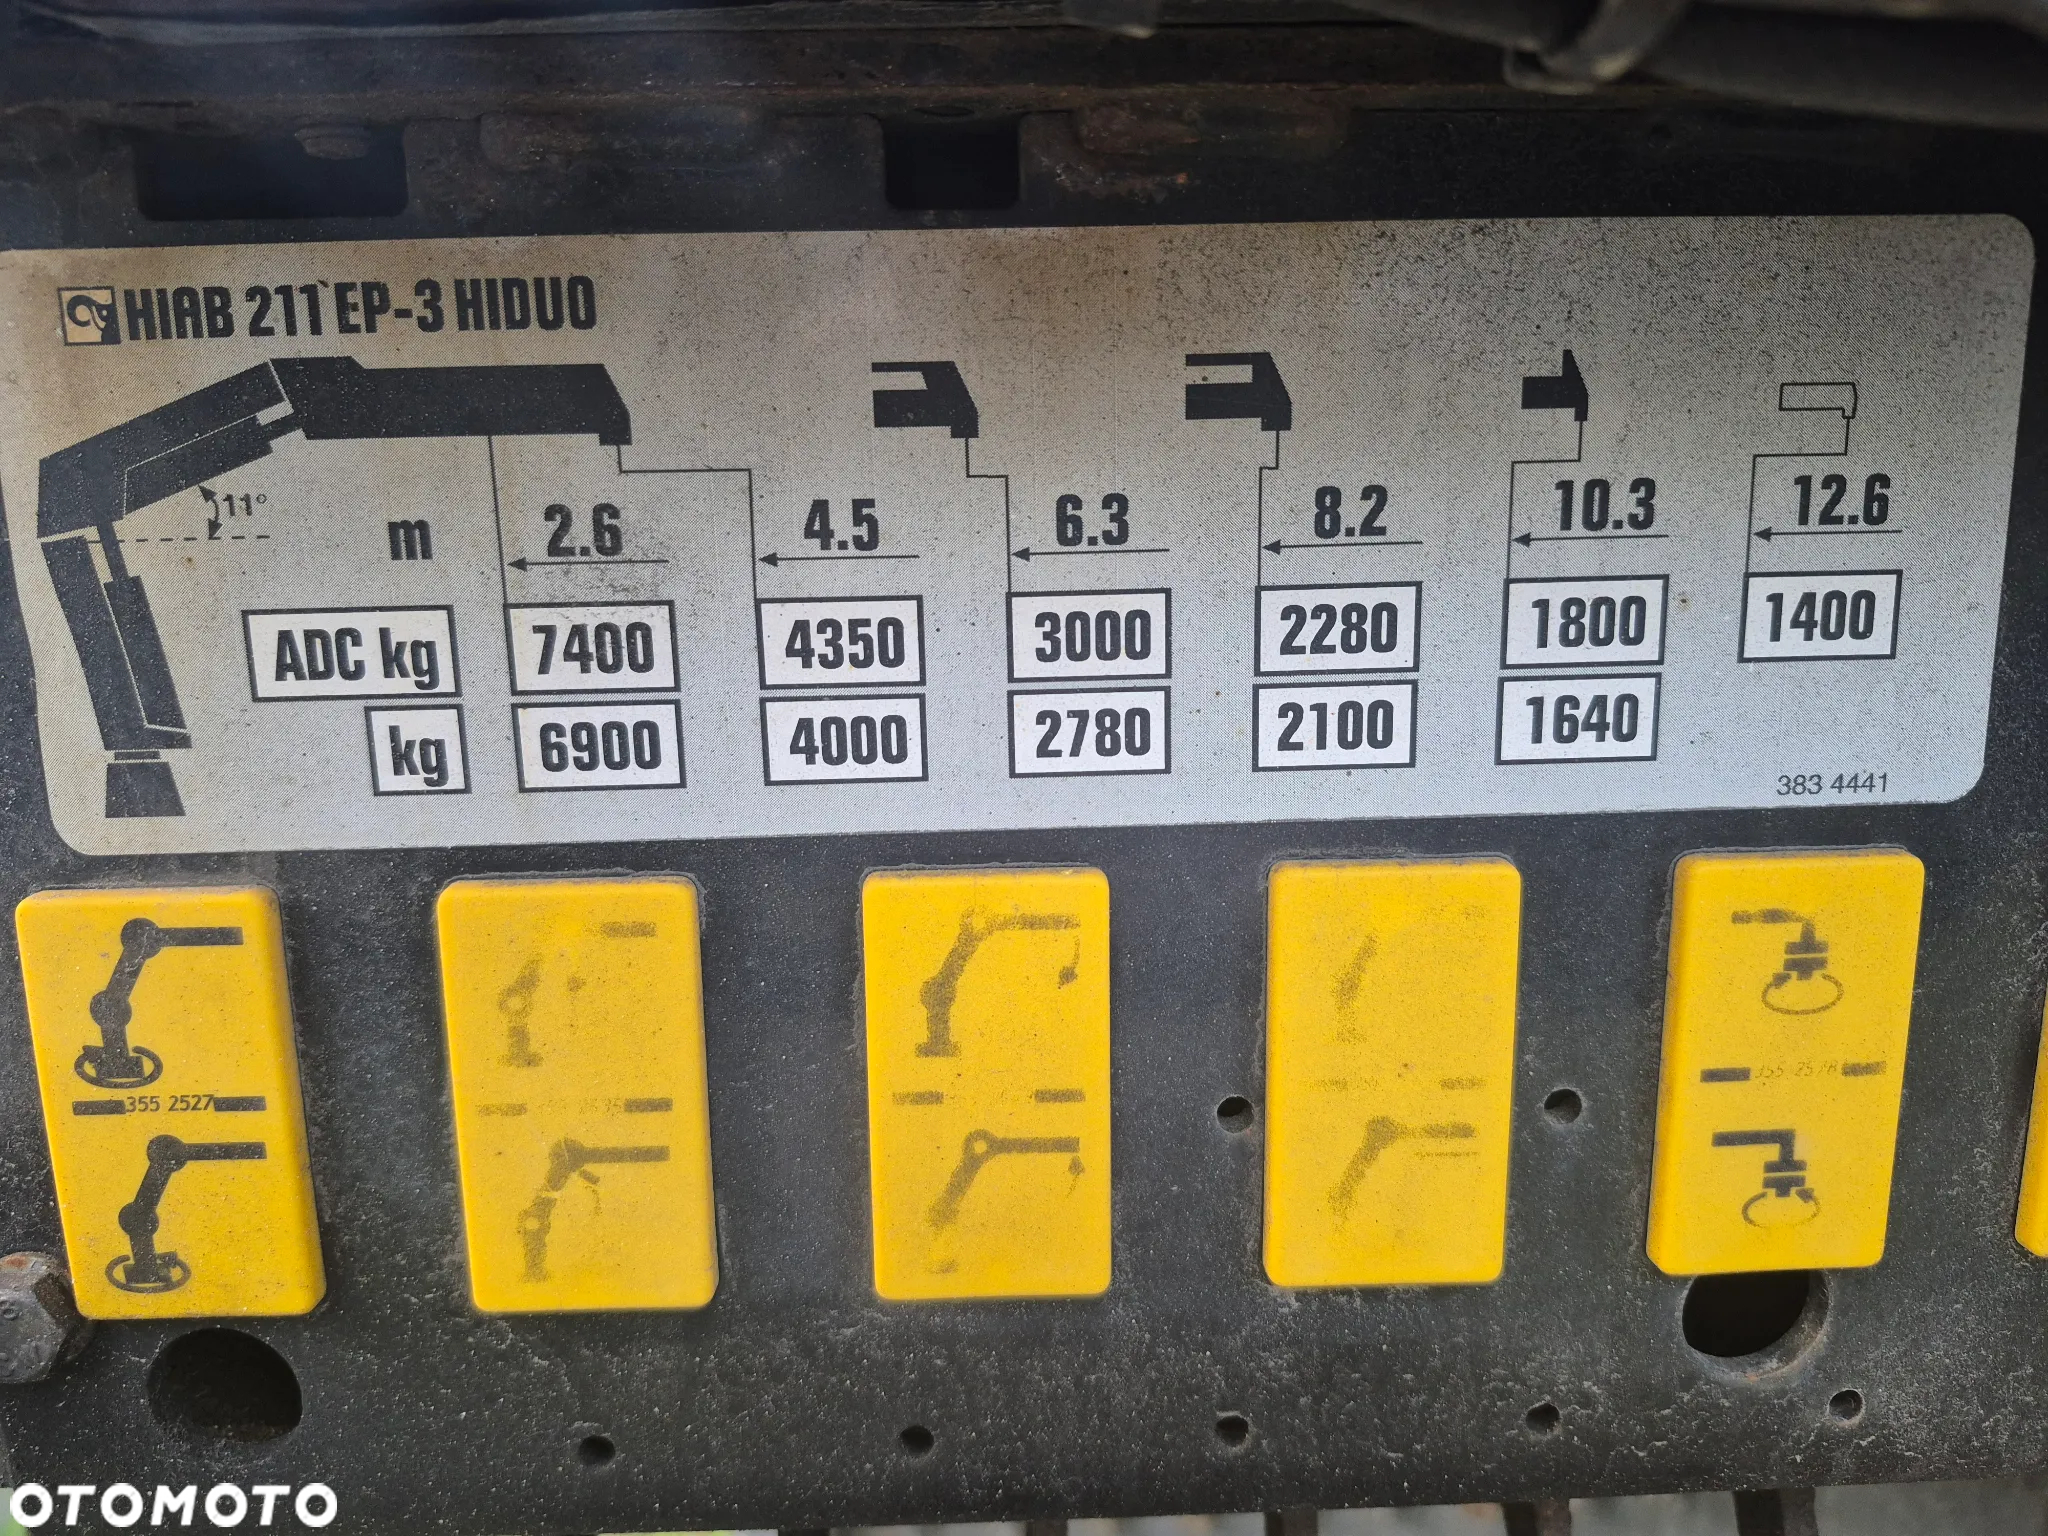 HIAB 211 EP-3 HIDUO
11°
m 2.6 4.5 6.3 8.2 10.3 12.6
ADC kg 7400 4350 3000 2280 1800 1400
kg 6900 4000 2780 2100 1640
383 4441
355 2527
OTOMOTO